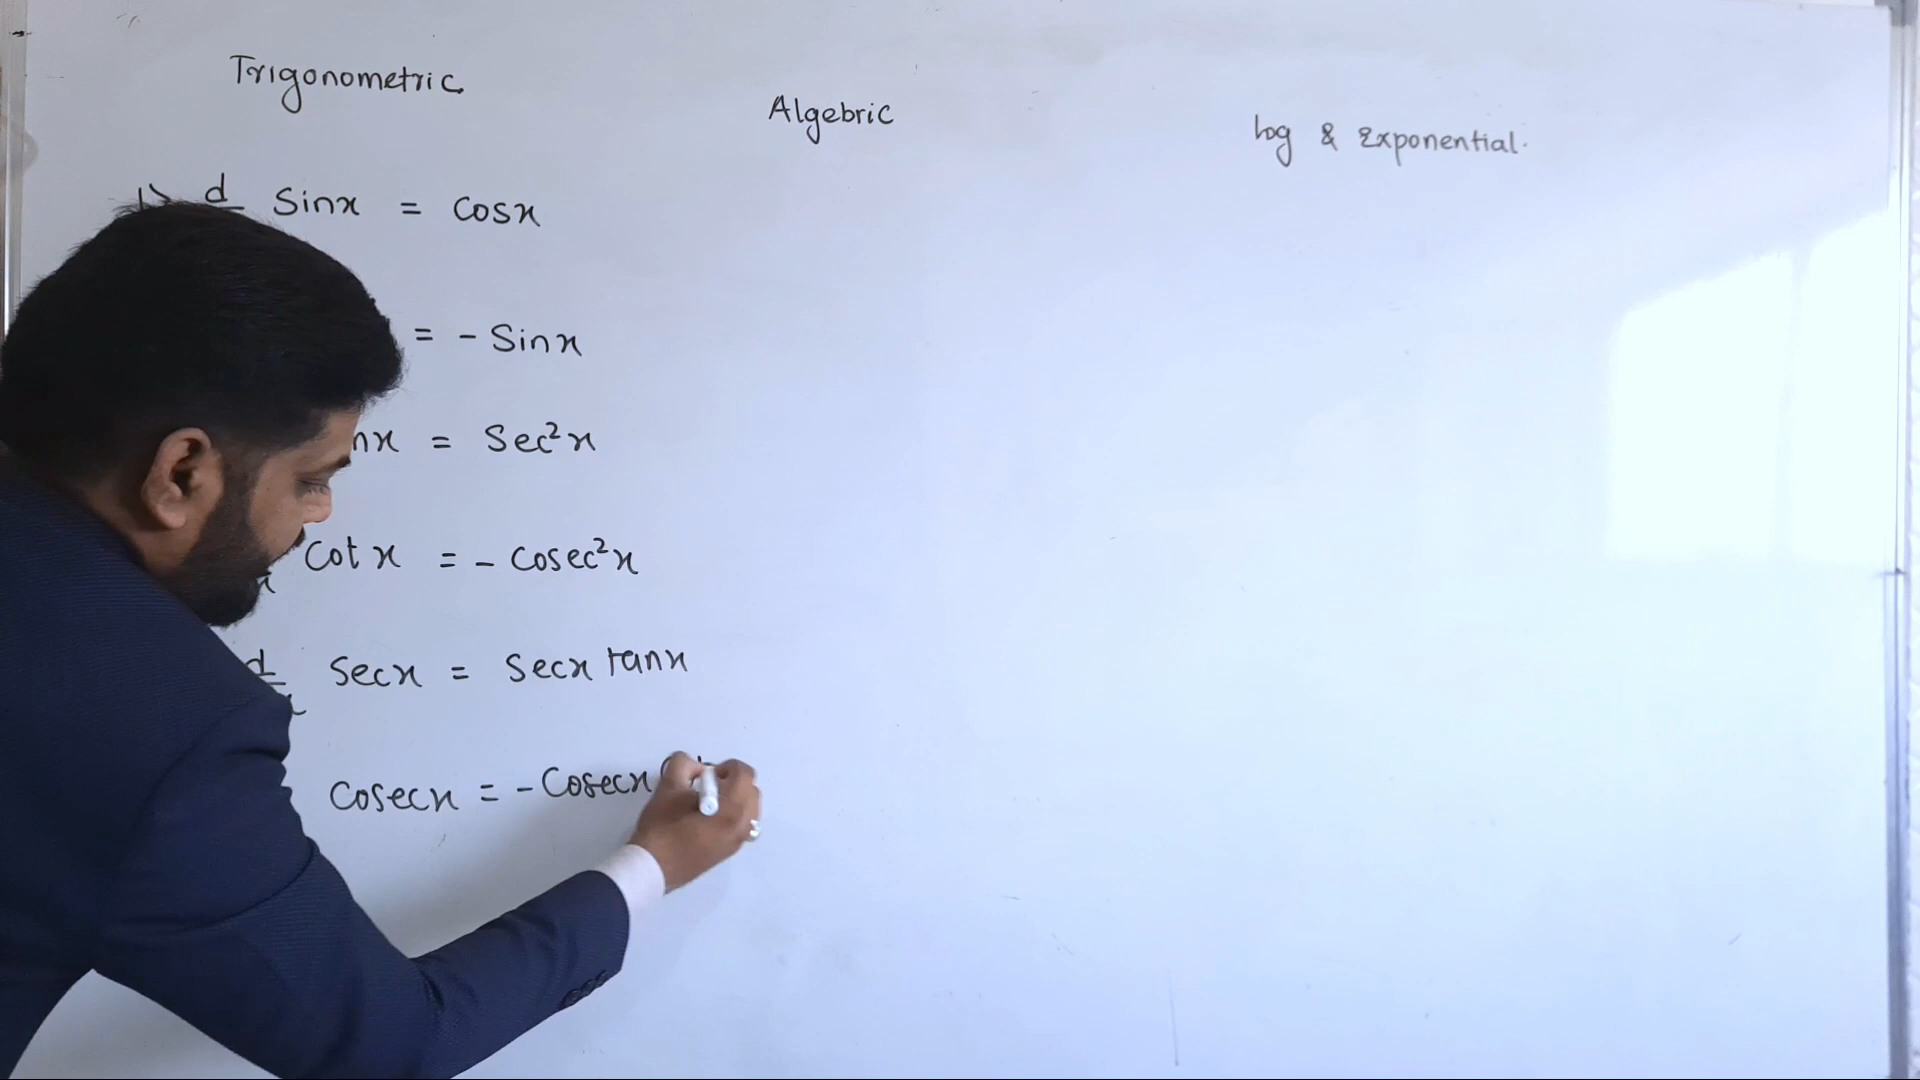 Trigonometric
Algebric
log & Exponential.
1> d Sinx = Cosx
= - Sinx
nx = Sec²x
x Cot x = - Cosec²x
d Secx = Secx tanx
Cosecx = - Cosecx